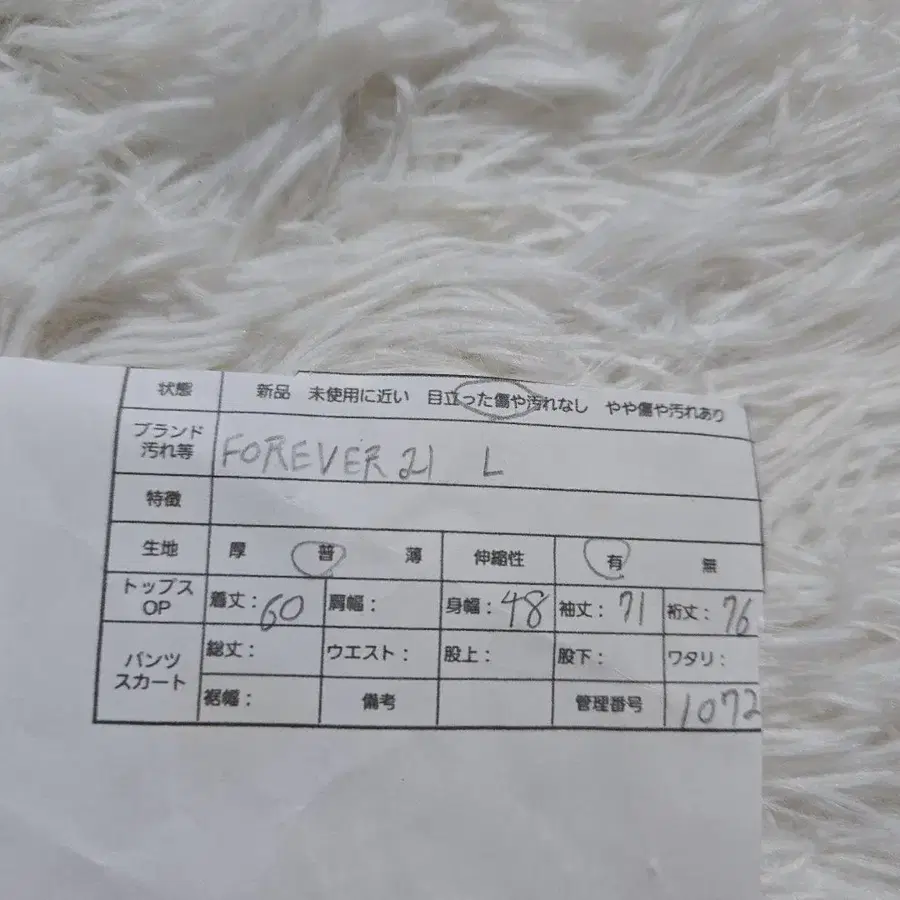 状態 新品 未使用に近い 目立った傷や汚れなし やや傷や汚れあり
ブランド 汚れ等 FOREVER 21 L
特徴
生地 厚 普 薄 伸縮性 有 無
トップス OP 着丈:60 肩幅: 身幅:48 袖丈:71 裄丈:76
パンツ スカート 総丈: ウエスト: 股上: 股下: ワタリ:
裾幅: 備考 管理番号 1072